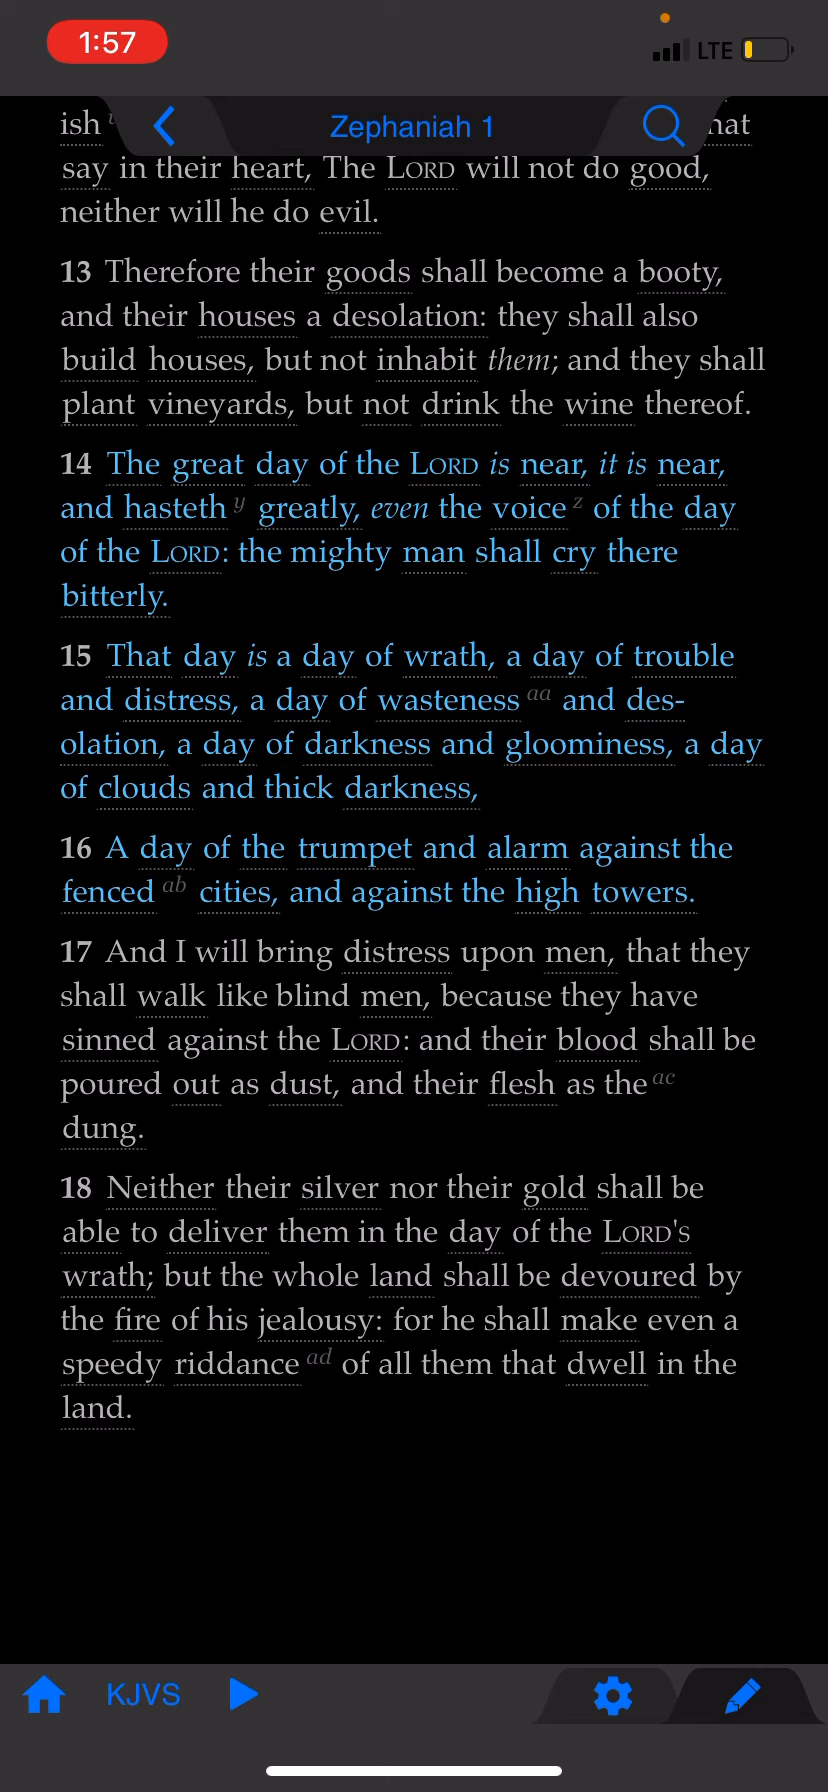 1:57
LTE
Zephaniah 1
ish
say in their heart, The LORD will not do good,
neither will he do evil.
13 Therefore their goods shall become a booty,
and their houses a desolation: they shall also
build houses, but not inhabit them; and they shall
plant vineyards, but not drink the wine thereof.
14 The great day of the LORD is near, it is near,
and hasteth y greatly, even the voice z of the day
of the LORD: the mighty man shall cry there
bitterly.
15 That day is a day of wrath, a day of trouble
and distress, a day of wasteness aa and des-
olation, a day of darkness and gloominess, a day
of clouds and thick darkness,
16 A day of the trumpet and alarm against the
fenced ab cities, and against the high towers.
17 And I will bring distress upon men, that they
shall walk like blind men, because they have
sinned against the LORD: and their blood shall be
poured out as dust, and their flesh as the ac
dung.
18 Neither their silver nor their gold shall be
able to deliver them in the day of the LORD'S
wrath; but the whole land shall be devoured by
the fire of his jealousy: for he shall make even a
speedy riddance ad of all them that dwell in the
land.
KJVS